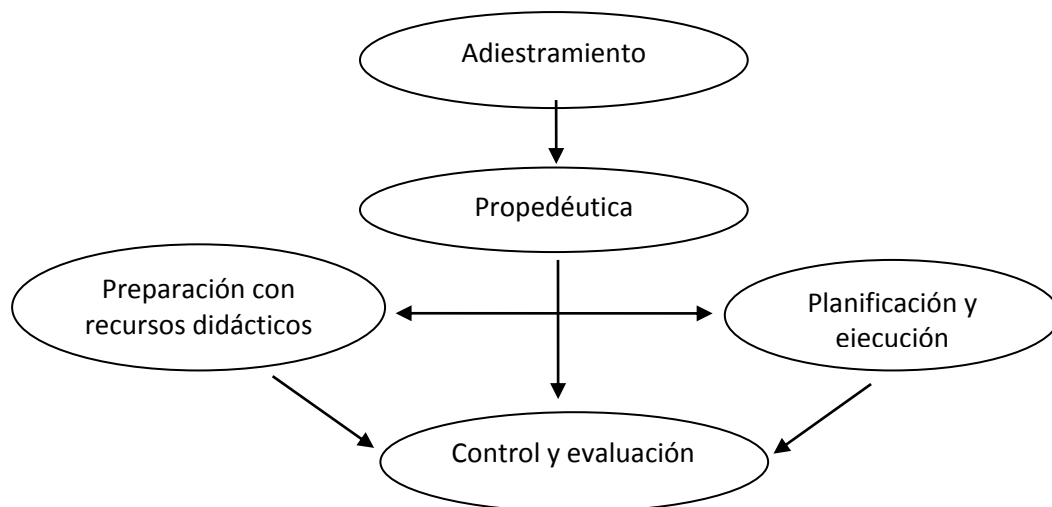 Adiestramiento
Propedéutica
Preparación con
recursos didácticos
Planificación y
eiecución
Control y evaluación